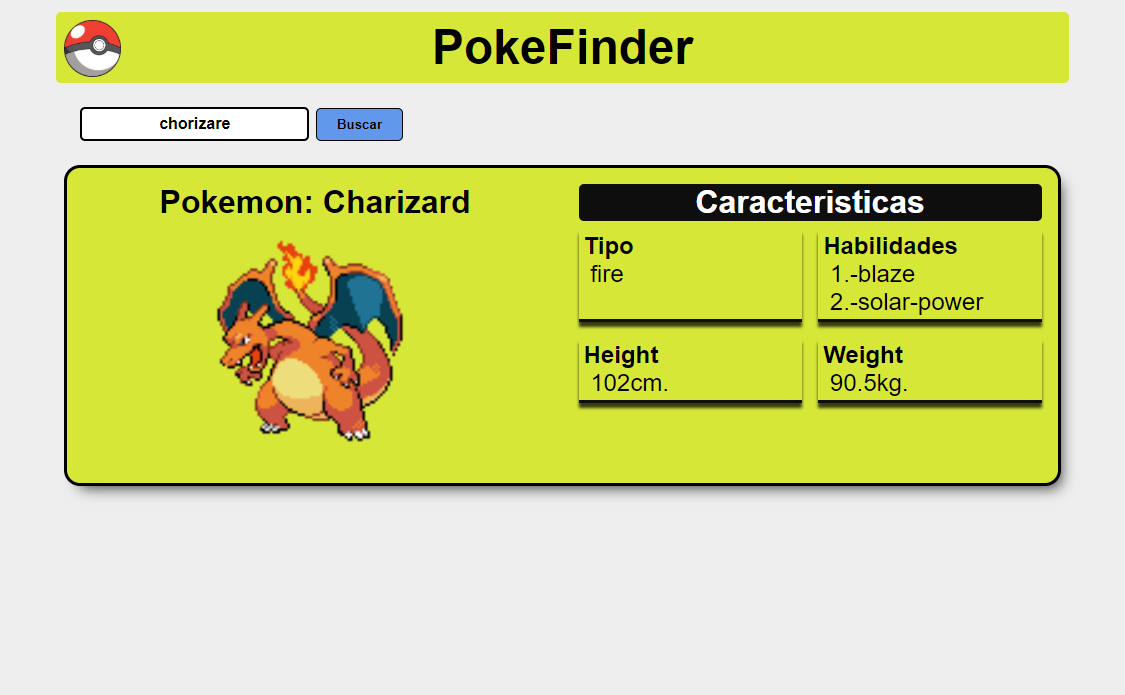 PokeFinder
chorizare
Buscar
Pokemon: Charizard
Caracteristicas
Tipo
fire
Habilidades
1.-blaze
2.-solar-power
Height
102cm.
Weight
90.5kg.